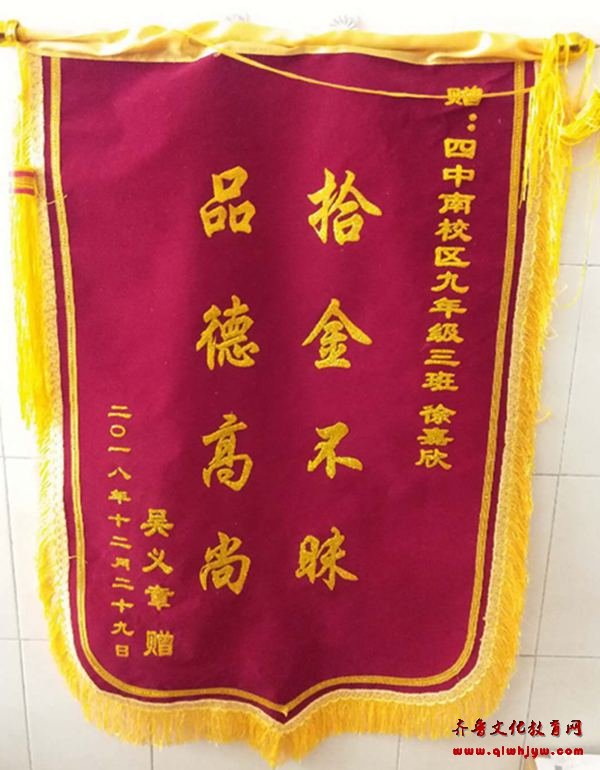 赠：四中南校区九年级三班 徐嘉欣
拾金不昧
品德高尚
吴义章 赠
二〇一八年十二月二十九日
齐鲁文化教育网
www.qlwhjyw.com